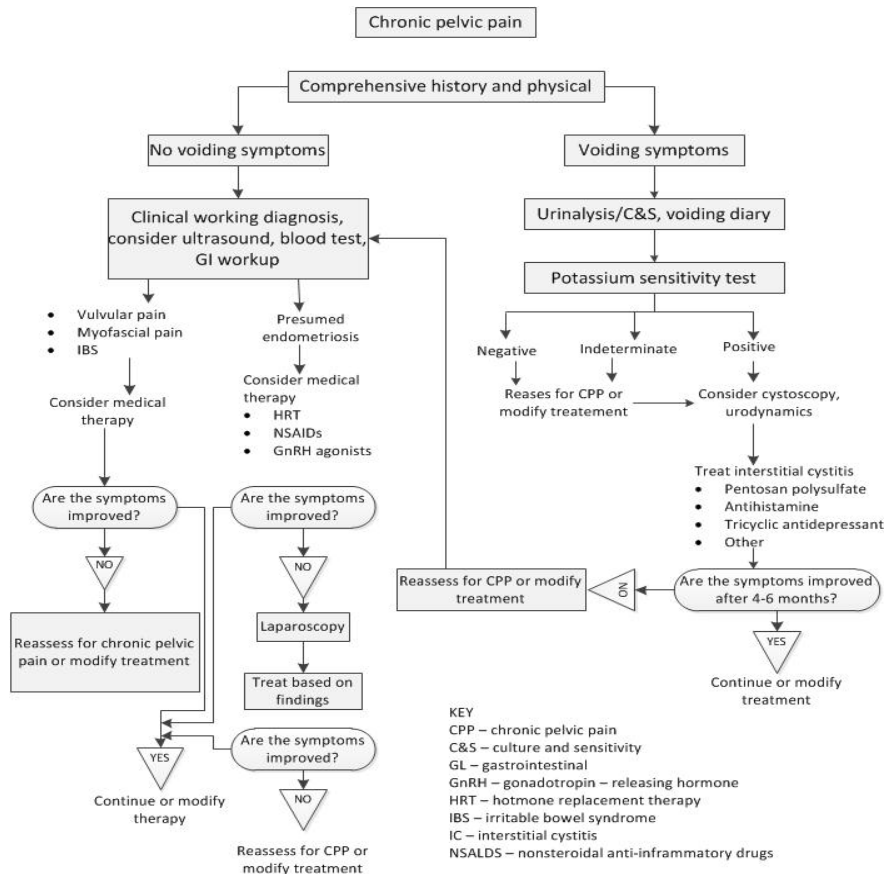 Chronic pelvic pain
Comprehensive history and physical
No voiding symptoms
Voiding symptoms
Clinical working diagnosis,
consider ultrasound, blood test,
GI workup
Urinalysis/C&S, voiding diary
Potassium sensitivity test
• Vulvular pain
• Myofascial pain
• IBS
Presumed
endometriosis
Negative
Indeterminate
Positive
Consider medical
therapy
Consider medical
therapy
• HRT
• NSAIDs
• GnRH agonists
Reases for CPP or
modify treatement
Consider cystoscopy,
urodynamics
Treat interstitial cystitis
• Pentosan polysulfate
• Antihistamine
• Tricyclic antidepressant
• Other
Are the symptoms
improved?
Are the symptoms
improved?
NO
NO
Reassess for CPP or modify
treatment
NO
Are the symptoms improved
after 4-6 months?
Reassess for chronic pelvic
pain or modify treatment
Laparoscopy
YES
Treat based on
findings
Continue or modify
treatment
Are the symptoms
improved?
YES
Continue or modify
therapy
NO
Reassess for CPP or
modify treatment
KEY
CPP – chronic pelvic pain
C&S – culture and sensitivity
GL – gastrointestinal
GnRH – gonadotropin – releasing hormone
HRT – hotmone replacement therapy
IBS – irritable bowel syndrome
IC – interstitial cystitis
NSALDS – nonsteroidal anti-inframmatory drugs